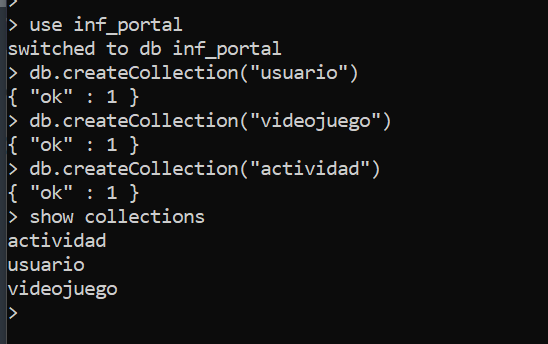 >
> use inf_portal
switched to db inf_portal
> db.createCollection("usuario")
{ "ok" : 1 }
> db.createCollection("videojuego")
{ "ok" : 1 }
> db.createCollection("actividad")
{ "ok" : 1 }
> show collections
actividad
usuario
videojuego
>